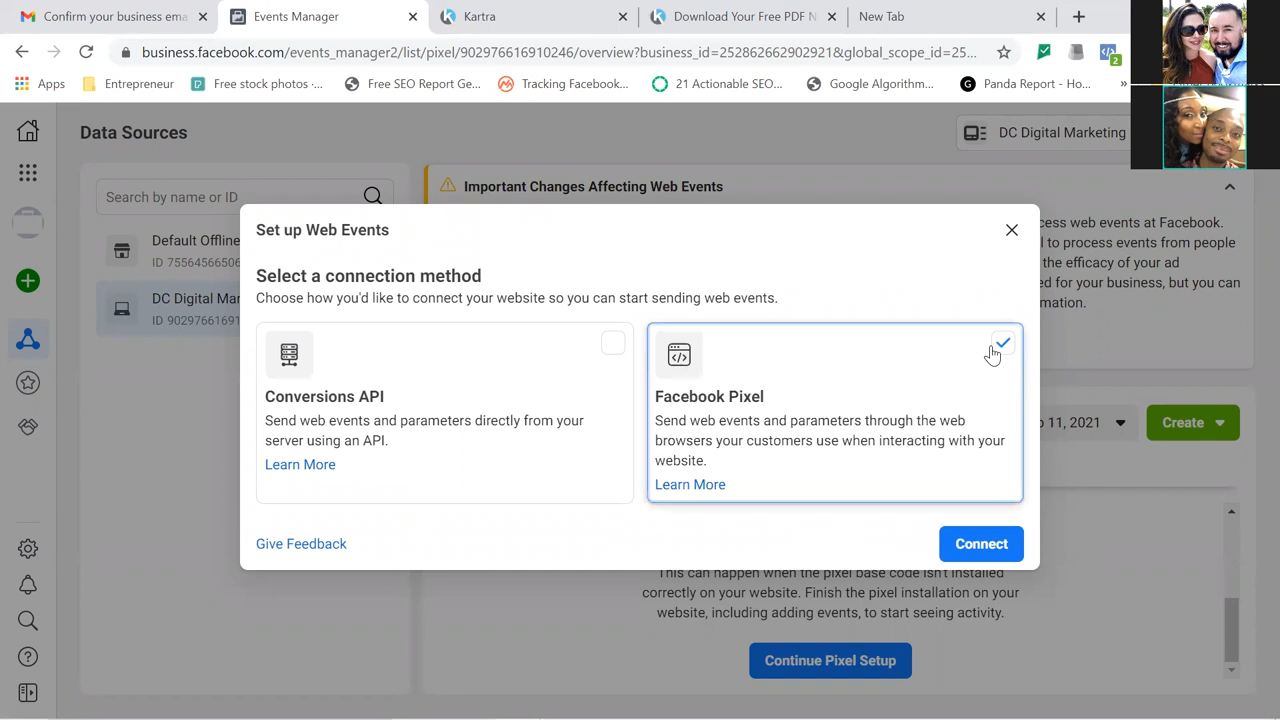 Confirm your business ema
Events Manager
Kartra
Download Your Free PDF N
New Tab
business.facebook.com/events_manager2/list/pixel/902976616910246/overview?business_id=2528626629029​21&global_scope_id=25...
2
Apps
Entrepreneur
Free stock photos -...
Free SEO Report Ge...
Tracking Facebook...
21 Actionable SEO...
Google Algorithm...
Panda Report - Ho...
»
Data Sources
DC Digital Marketing
Search by name or ID
Important Changes Affecting Web Events
Default Offline
ID 75564566506
DC Digital Mar
ID 90297661691
cess web events at Facebook.
l to process events from people
the efficacy of your ad
ed for your business, but you can
rmation.
Set up Web Events
Select a connection method
Choose how you'd like to connect your website so you can start sending web events.
Conversions API
Send web events and parameters directly from your
server using an API.
Learn More
Facebook Pixel
Send web events and parameters through the web
browsers your customers use when interacting with your
website.
Learn More
Give Feedback
Connect
11, 2021
Create
This can happen when the pixel base code isn't installed
correctly on your website. Finish the pixel installation on your
website, including adding events, to start seeing activity.
Continue Pixel Setup